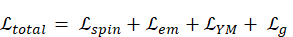 ℒ_total = ℒ_spin + ℒ_em + ℒ_YM + ℒ_g